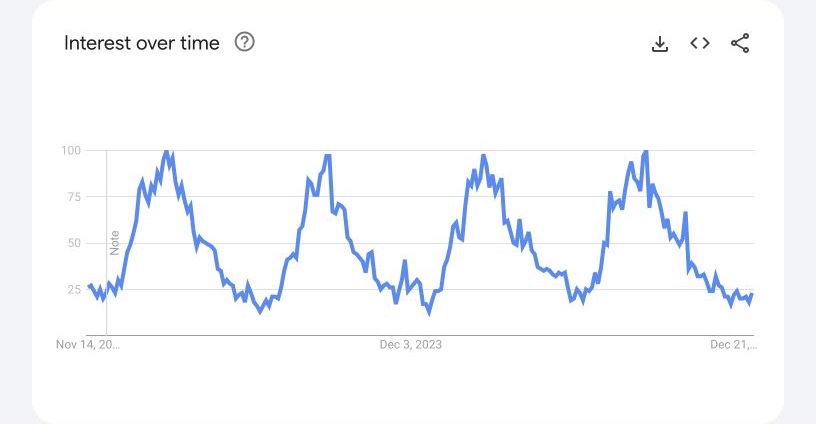 Interest over time
100
75
50
25
Note
Nov 14, 20...
Dec 3, 2023
Dec 21,...